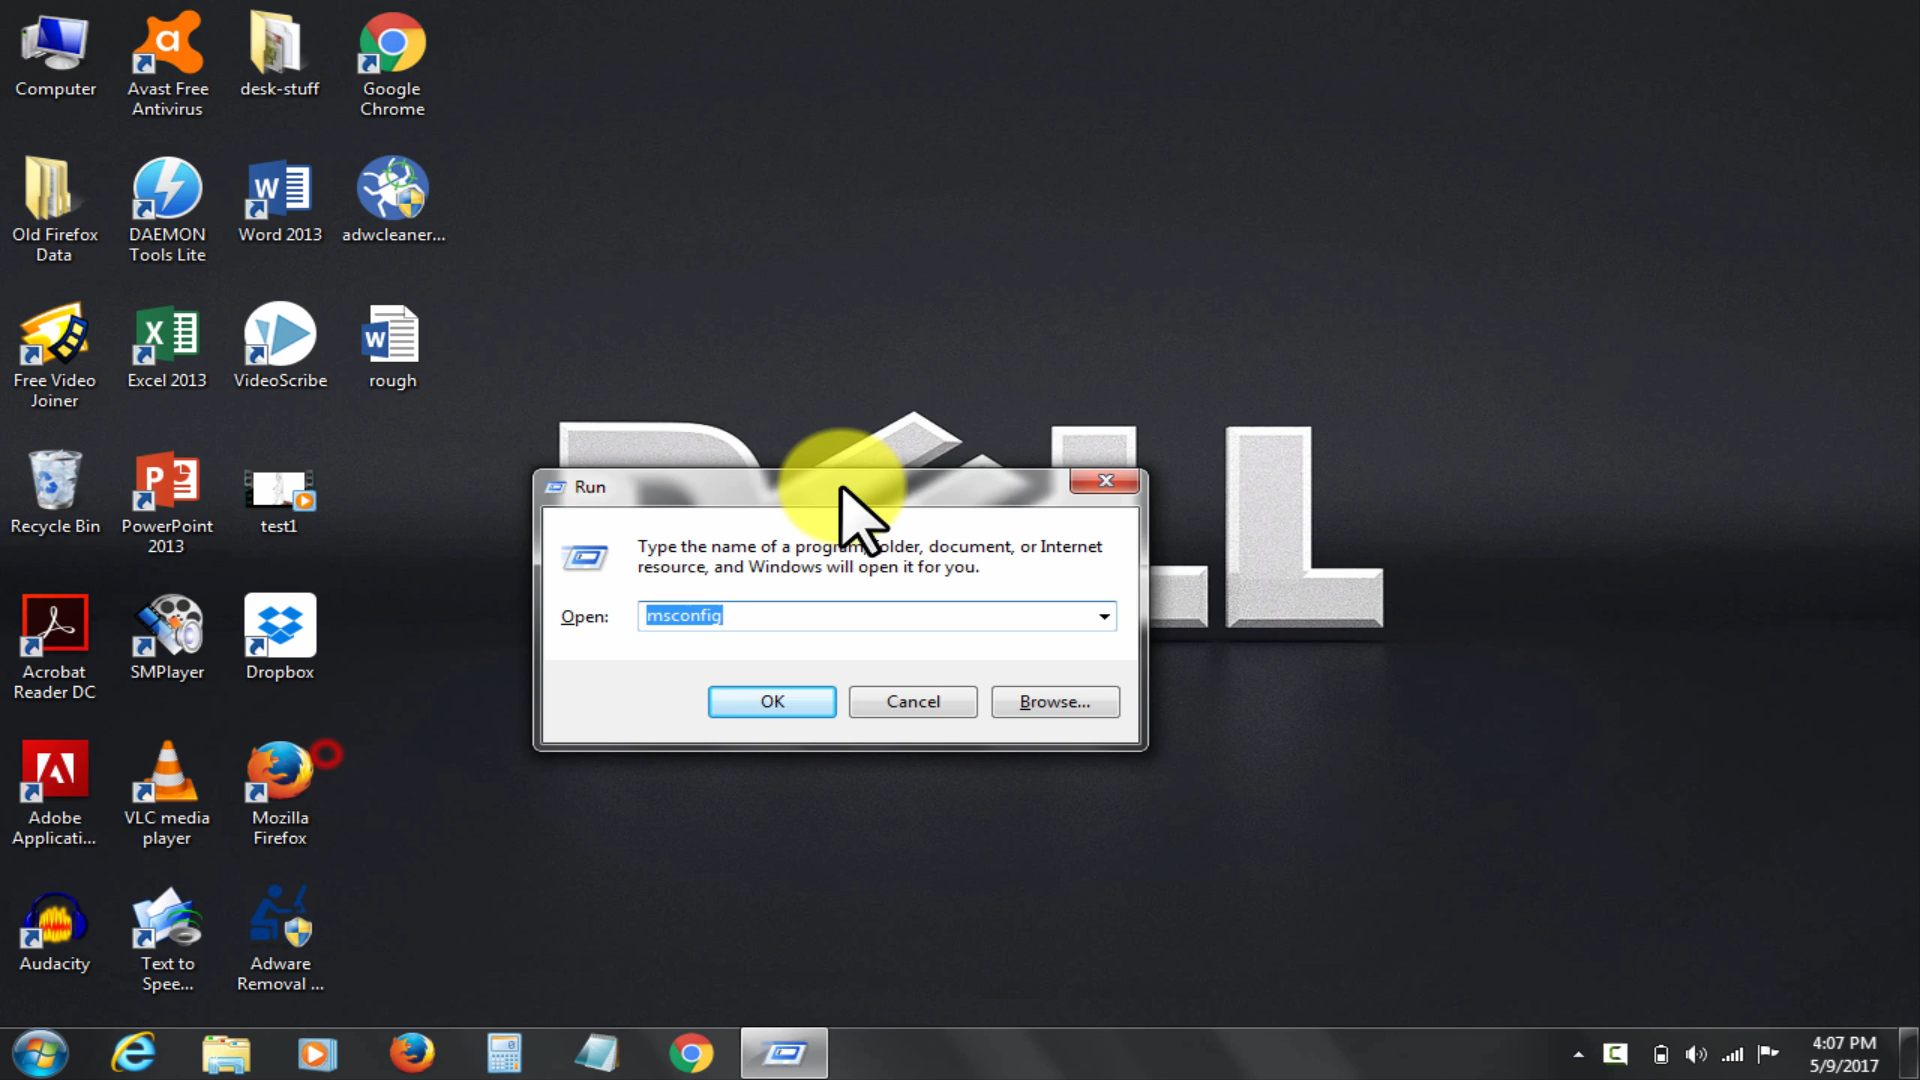 Computer
Avast Free
Antivirus
desk-stuff
Google
Chrome
Old Firefox
Data
DAEMON
Tools Lite
Word 2013
adwcleaner...
Free Video
Joiner
Excel 2013
VideoScribe
rough
Recycle Bin
PowerPoint
2013
test1
Acrobat
Reader DC
SMPlayer
Dropbox
Adobe
Applicati...
VLC media
player
Mozilla
Firefox
Audacity
Text to
Spee...
Adware
Removal ...
Run
Type the name of a program, folder, document, or Internet
resource, and Windows will open it for you.
Open:
msconfig
OK
Cancel
Browse...
4:07 PM
5/9/2017